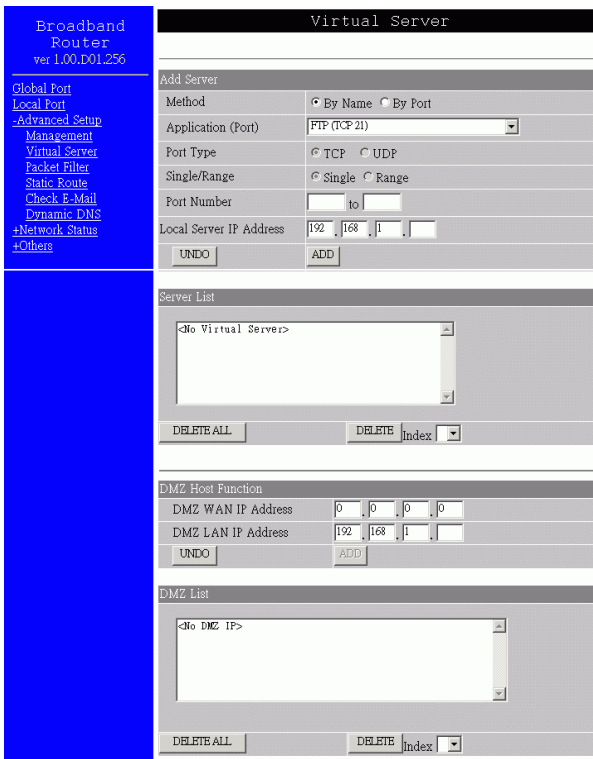 Broadband
Router
ver 1.00.D01.256
Global Port
Local Port
-Advanced Setup
Management
Virtual Server
Packet Filter
Static Route
Check E-Mail
Dynamic DNS
+Network Status
+Others
Virtual Server
Add Server
Method By Name By Port
Application (Port) FTP (TCP 21)
Port Type TCP UDP
Single/Range Single Range
Port Number to
Local Server IP Address 192 . 168 . 1 .
UNDO ADD
Server List
<No Virtual Server>
DELETE ALL DELETE Index
DMZ Host Function
DMZ WAN IP Address 0 . 0 . 0 . 0
DMZ LAN IP Address 192 . 168 . 1 .
UNDO ADD
DMZ List
<No DMZ IP>
DELETE ALL DELETE Index